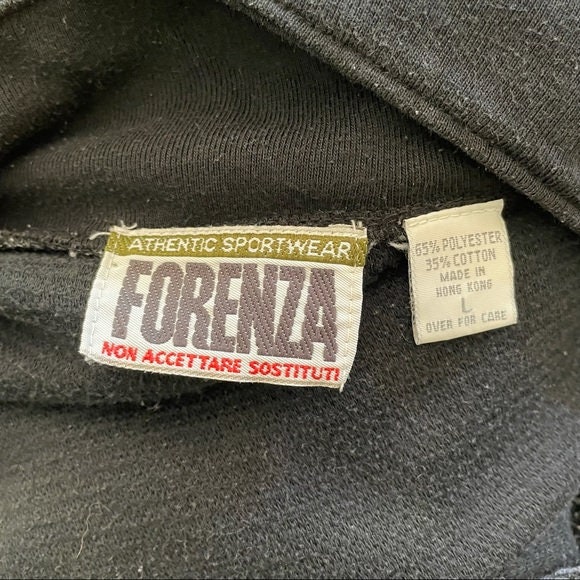 ATHENTIC SPORTWEAR
FORENZA
NON ACCETTARE SOSTITUTI
65% POLYESTER
35% COTTON
MADE IN
HONG KONG
L
OVER FOR CARE